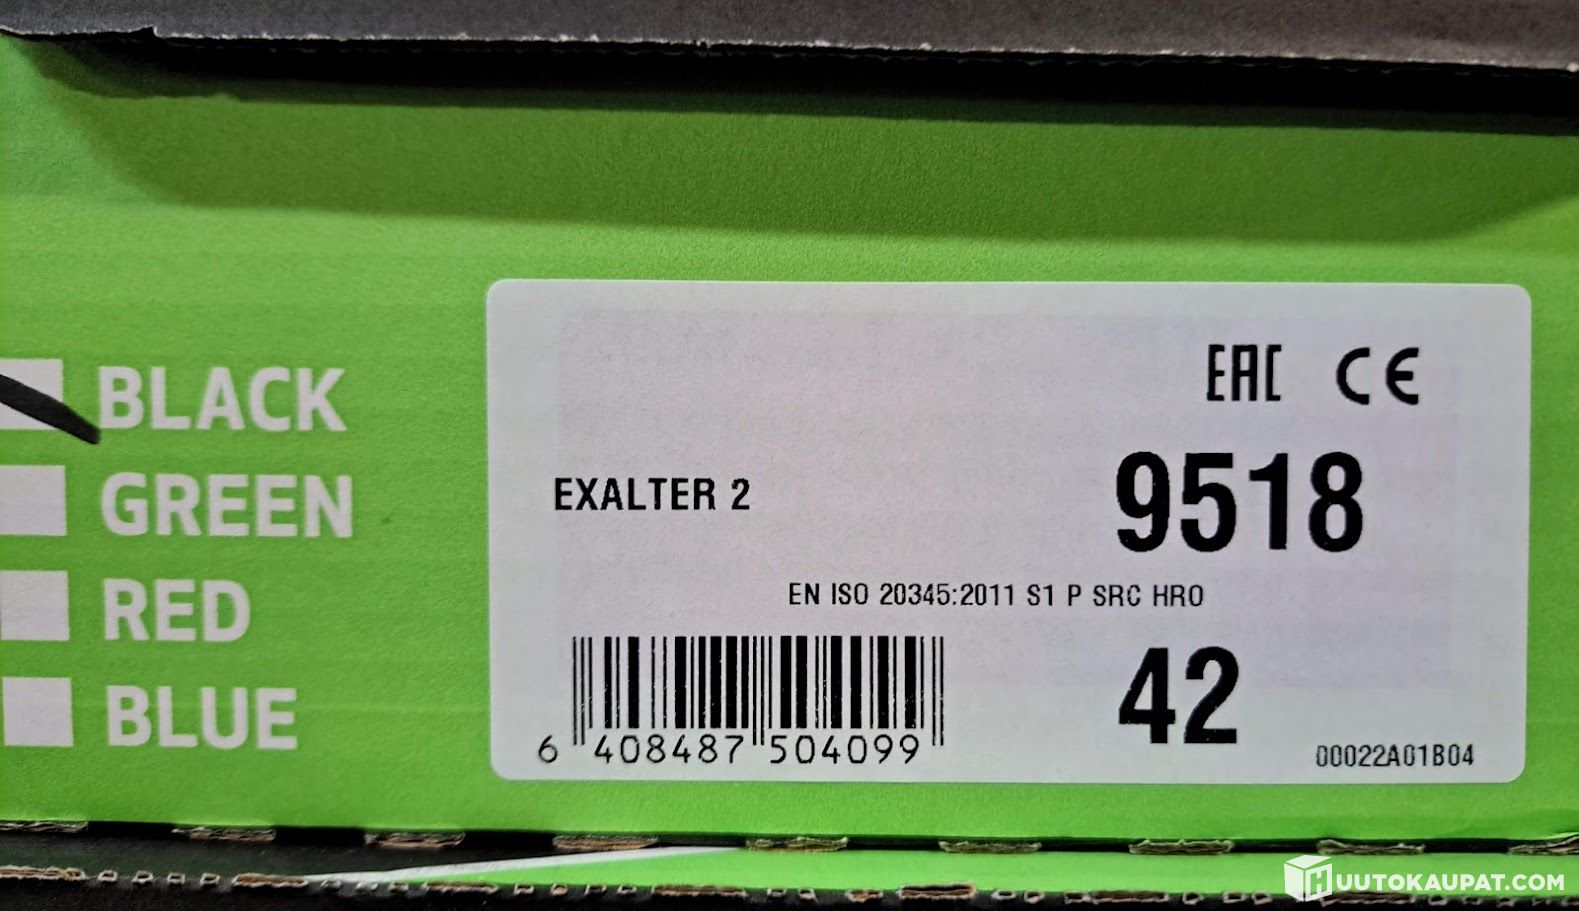 BLACK
GREEN
RED
BLUE
EAC CE
EXALTER 2
9518
EN ISO 20345:2011 S1 P SRC HRO
42
6 408487 504099
00022A01B04
HUUTOKAUPAT.COM